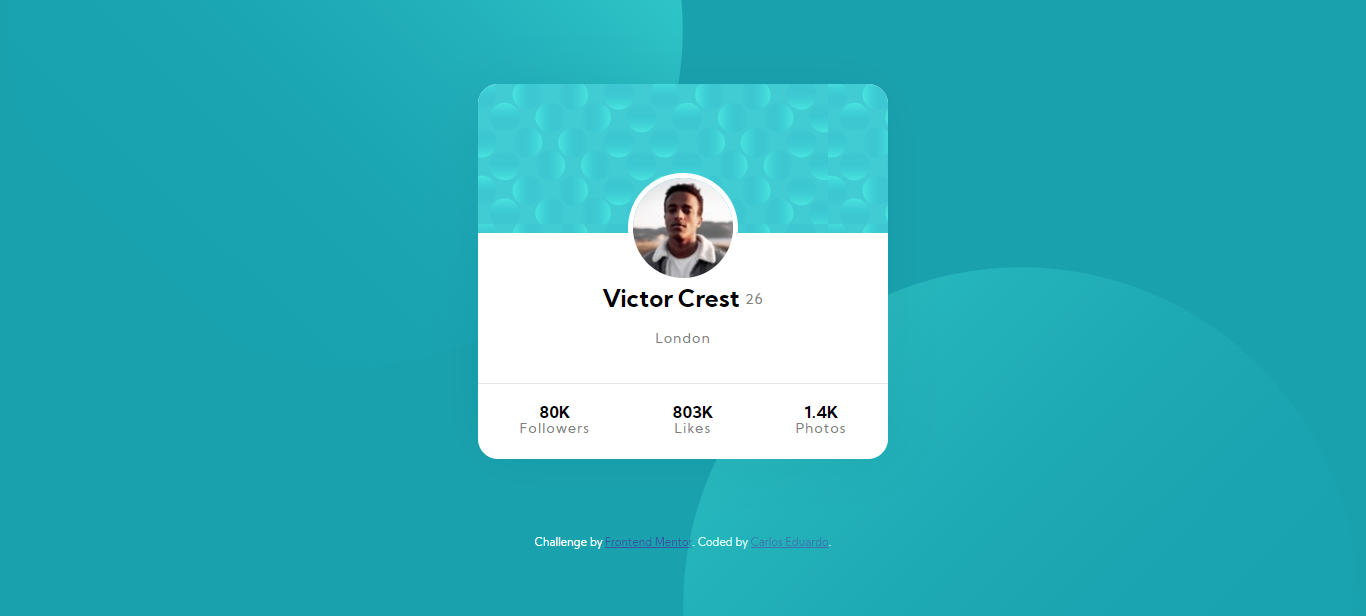 Victor Crest 26
London
80K 803K 1.4K
Followers Likes Photos
Challenge by Frontend Mentor. Coded by Carlos Eduardo.